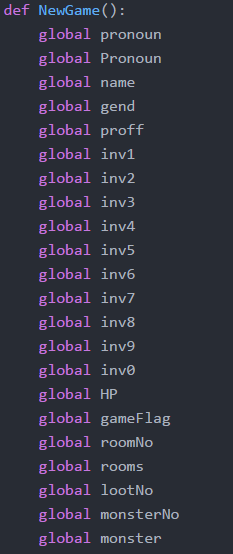 def NewGame():
    global pronoun
    global Pronoun
    global name
    global gend
    global proff
    global inv1
    global inv2
    global inv3
    global inv4
    global inv5
    global inv6
    global inv7
    global inv8
    global inv9
    global inv0
    global HP
    global gameFlag
    global roomNo
    global rooms
    global lootNo
    global monsterNo
    global monster